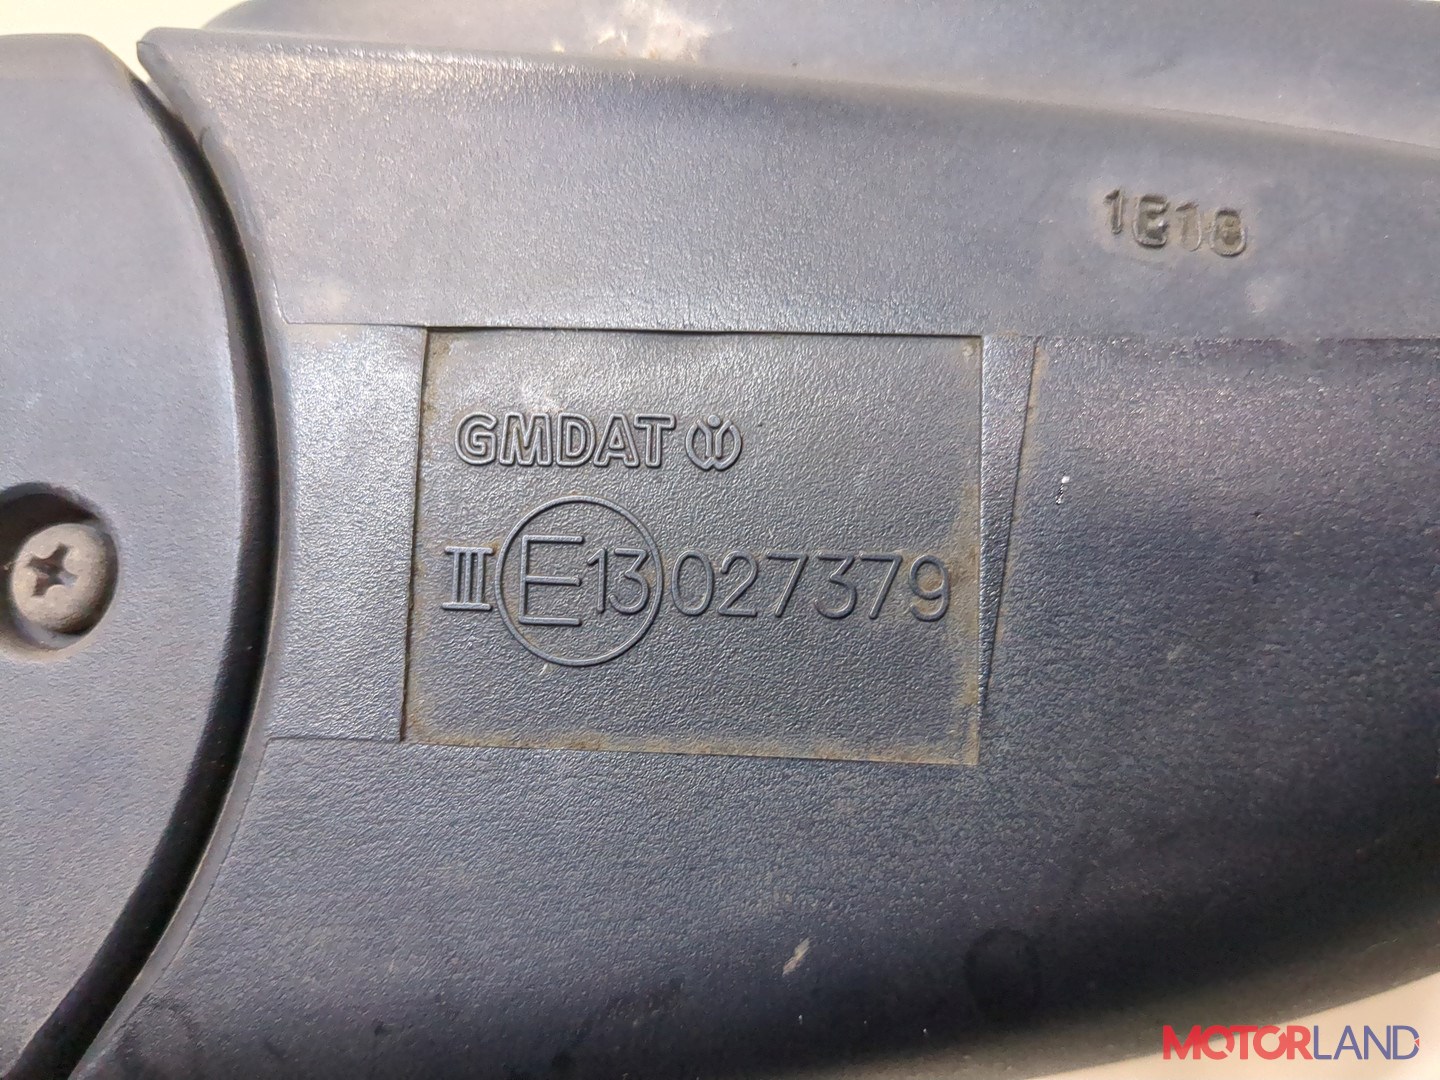 1E18
GMDAT
III E13 027379
MOTORLAND